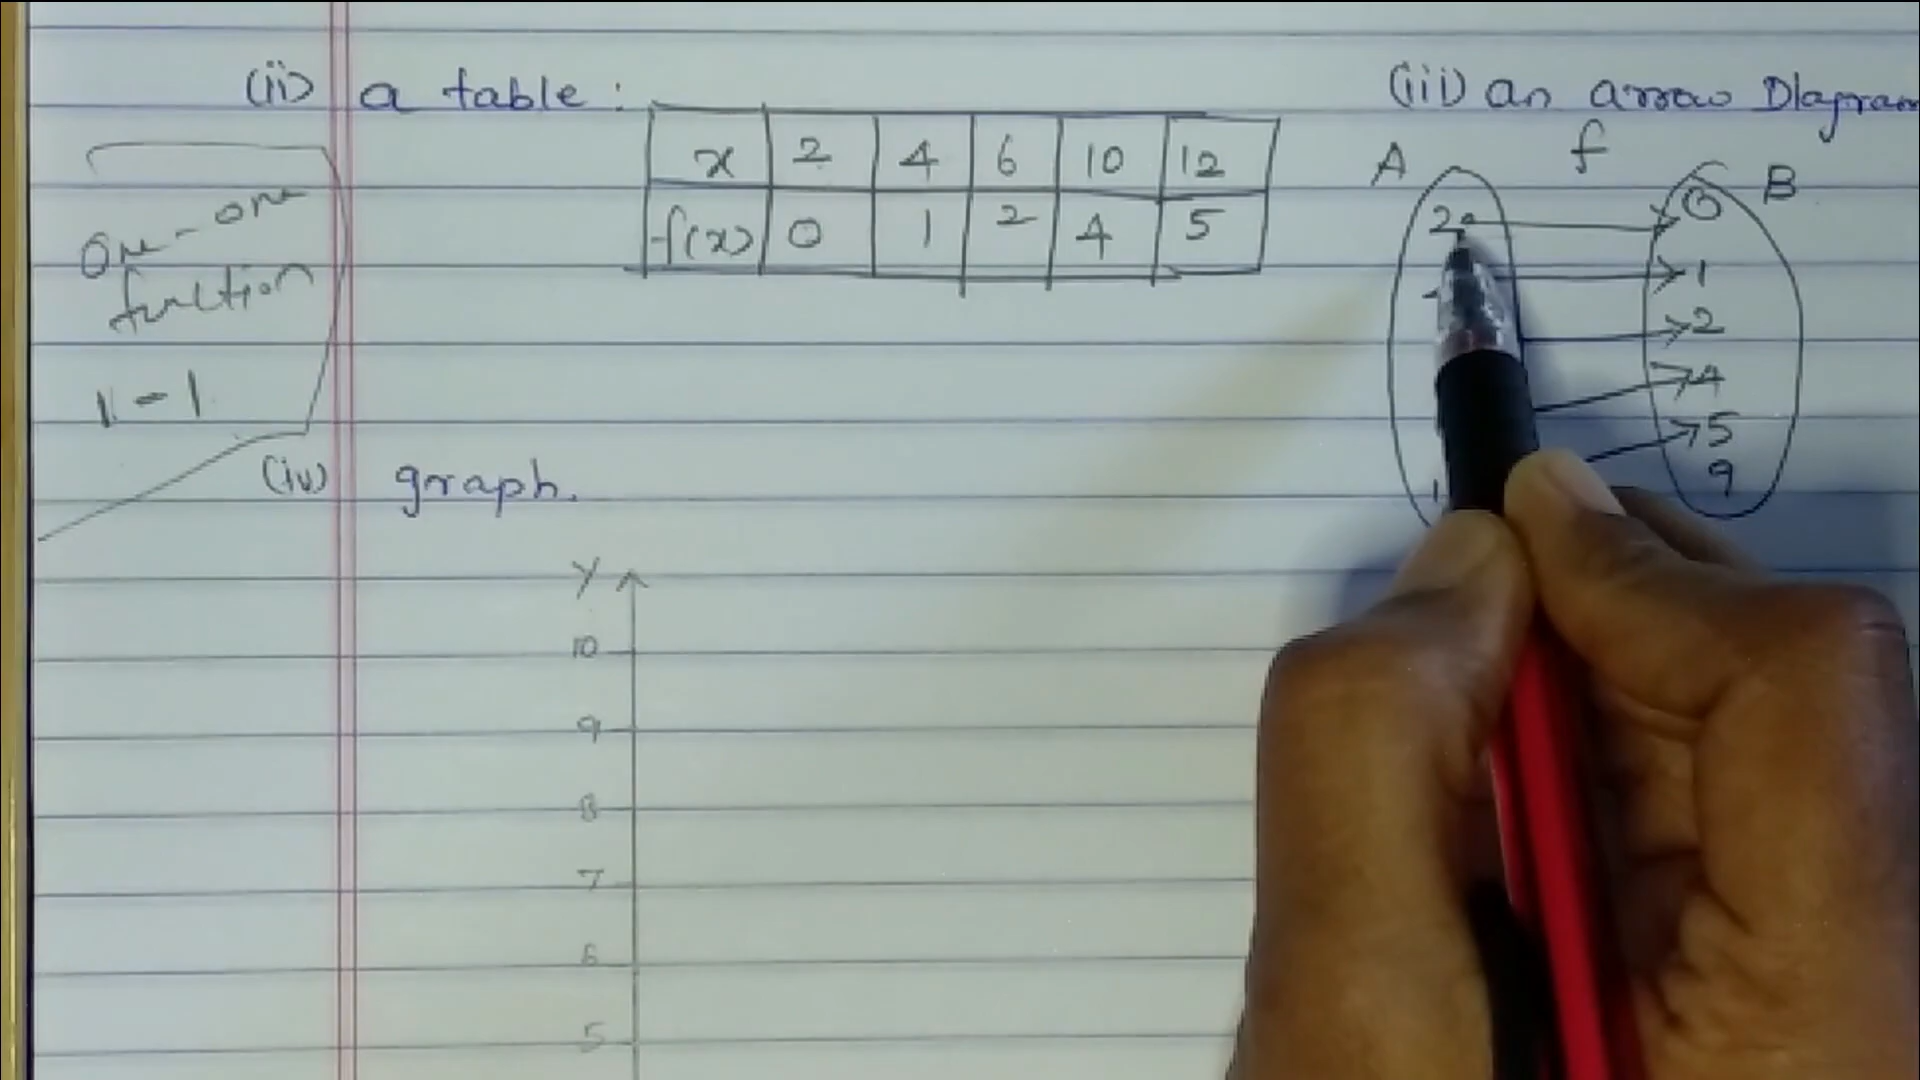 (ii) a table :
x 2 4 6 10 12
f(x) 0 1 2 4 5
(iii) an arrow Diagram
A f B
2 0
1
2
4
5
9
One-one
function
1-1
(iv) graph.
Y
10
9
8
7
6
5